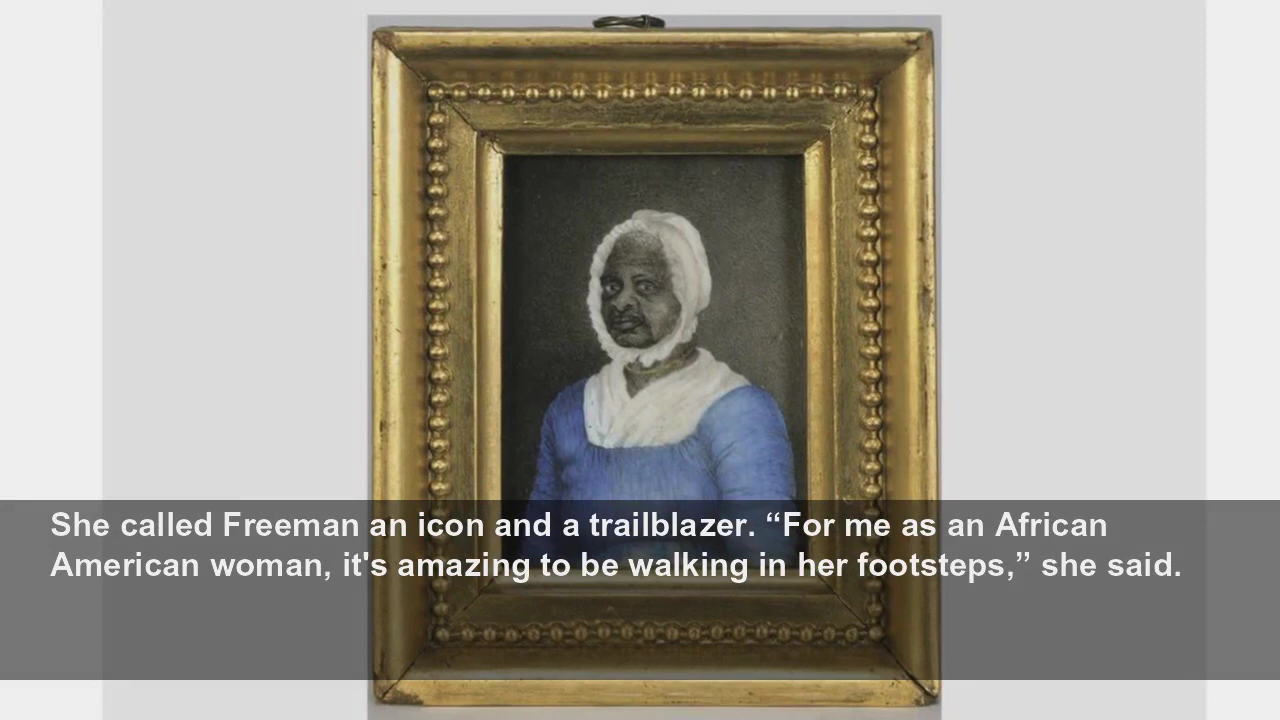 She called Freeman an icon and a trailblazer. “For me as an African
American woman, it's amazing to be walking in her footsteps,” she said.